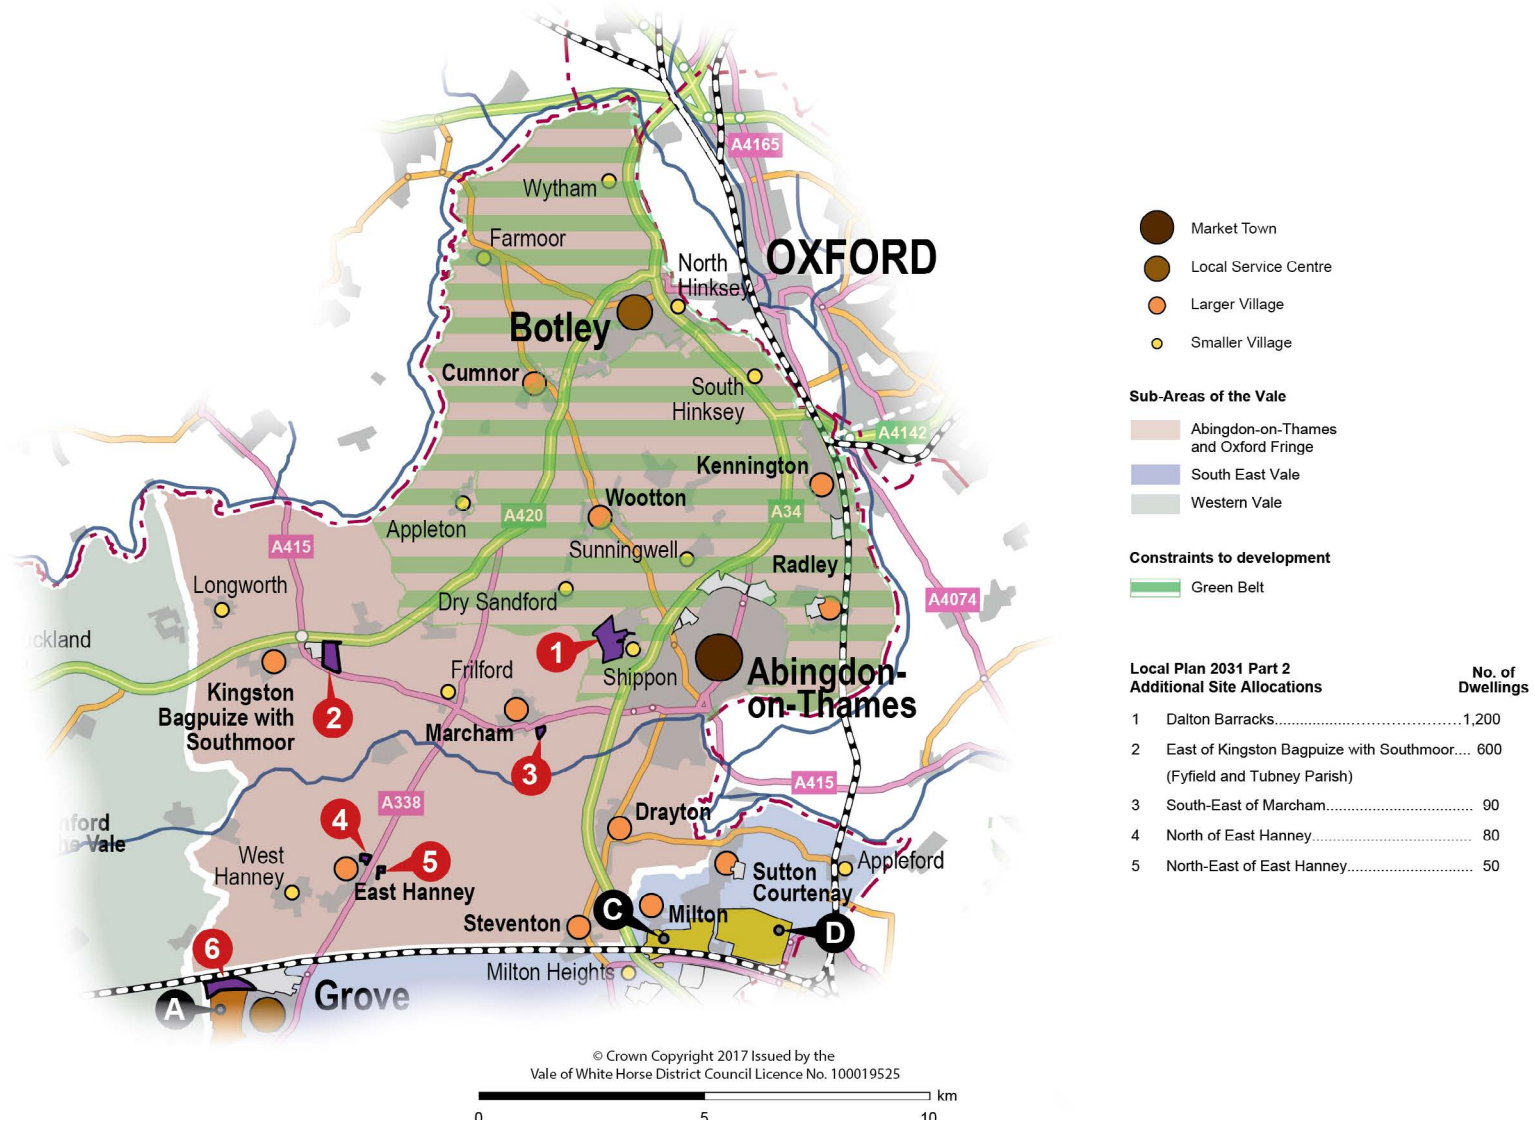 A4165
Wytham
Farmoor
North
Hinksey
OXFORD
Botley
Cumnor
South
Hinksey
A4142
Kennington
Wootton
Appleton
A420
A34
A415
Sunningwell
Radley
Longworth
Dry Sandford
A4074
1
Frilford
Shippon
Abingdon-
on-Thames
Kingston
Bagpuize with
Southmoor
2
Marcham
3
A415
A338
4
Drayton
5
West
Hanney
East Hanney
Appleford
Sutton
Courtenay
Steventon
C
Milton
D
6
Milton Heights
A
Grove
© Crown Copyright 2017 Issued by the
Vale of White Horse District Council Licence No. 100019525
km
0 5 10
Market Town
Local Service Centre
Larger Village
Smaller Village
Sub-Areas of the Vale
Abingdon-on-Thames
and Oxford Fringe
South East Vale
Western Vale
Constraints to development
Green Belt
Local Plan 2031 Part 2
Additional Site Allocations
No. of
Dwellings
1 Dalton Barracks 1,200
2 East of Kingston Bagpuize with Southmoor.... 600
(Fyfield and Tubney Parish)
3 South-East of Marcham 90
4 North of East Hanney 80
5 North-East of East Hanney 50